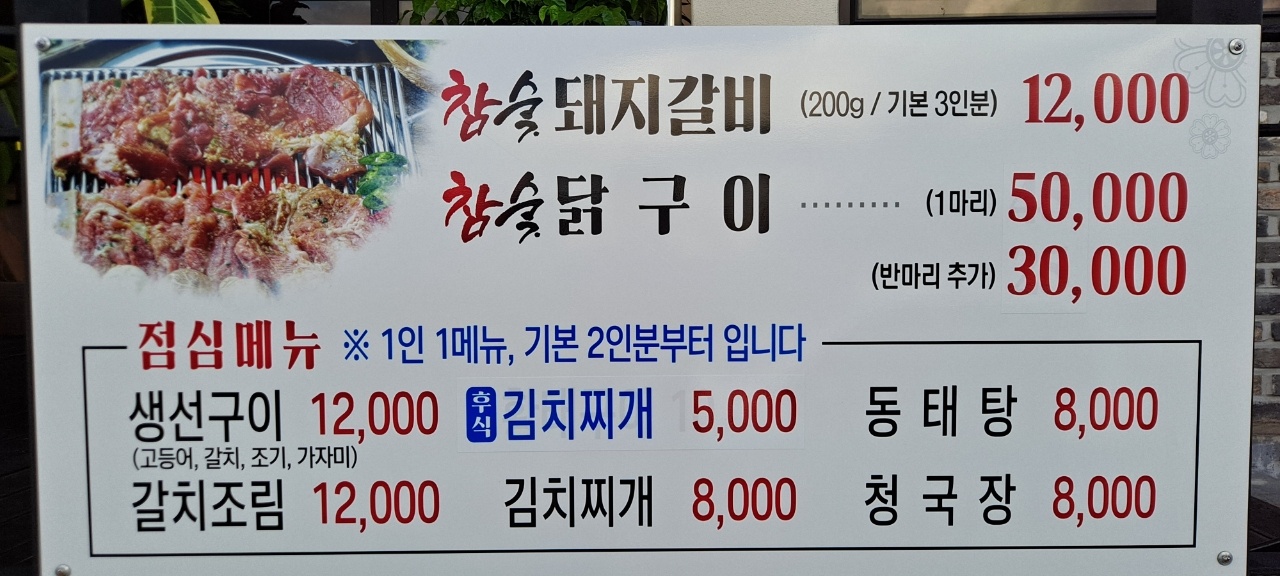 참숯돼지갈비 (200g / 기본 3인분) 12,000
참숯닭구이 ········· (1마리) 50,000
(반마리 추가) 30,000
점심메뉴 ※ 1인 1메뉴, 기본 2인분부터 입니다
생선구이 12,000 후식 김치찌개 5,000 동태탕 8,000
(고등어, 갈치, 조기, 가자미)
갈치조림 12,000 김치찌개 8,000 청국장 8,000